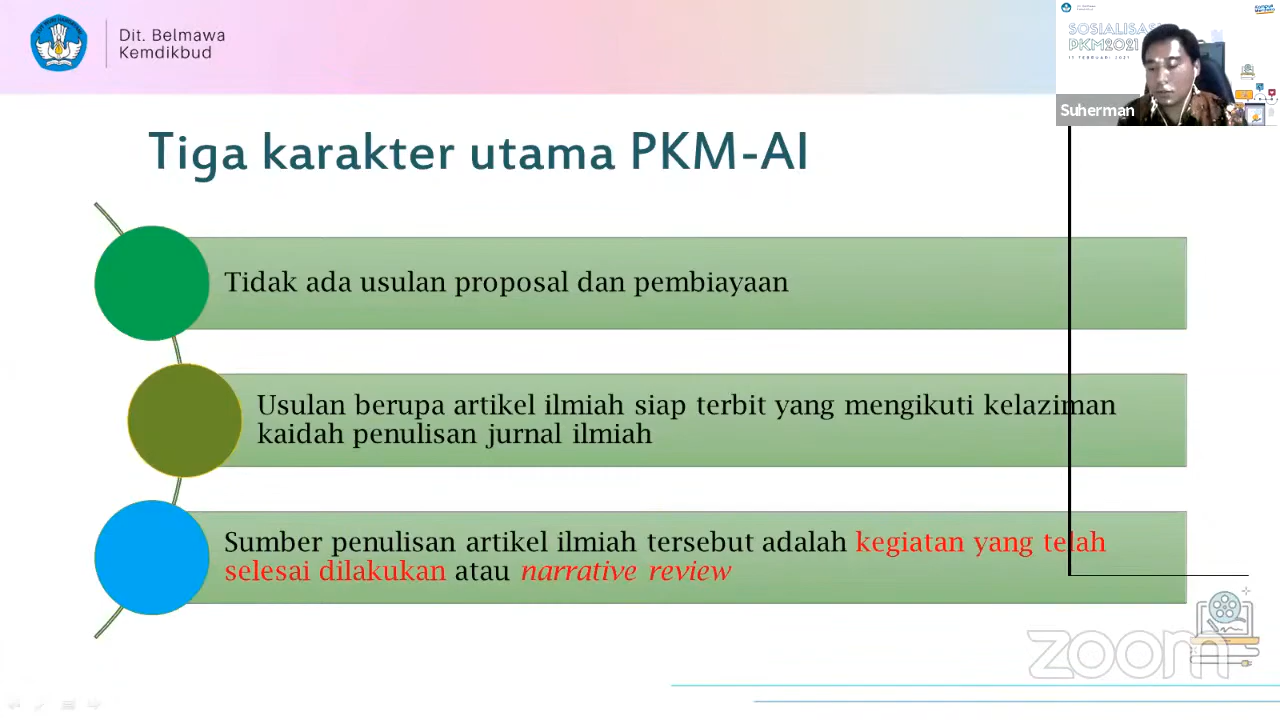 Dit. Belmawa
Kemdikbud
SOSIALISASI
PKM2021
Suherman
Tiga karakter utama PKM-AI
Tidak ada usulan proposal dan pembiayaan
Usulan berupa artikel ilmiah siap terbit yang mengikuti kelaziman
kaidah penulisan jurnal ilmiah
Sumber penulisan artikel ilmiah tersebut adalah kegiatan yang telah
selesai dilakukan atau narrative review
zoom